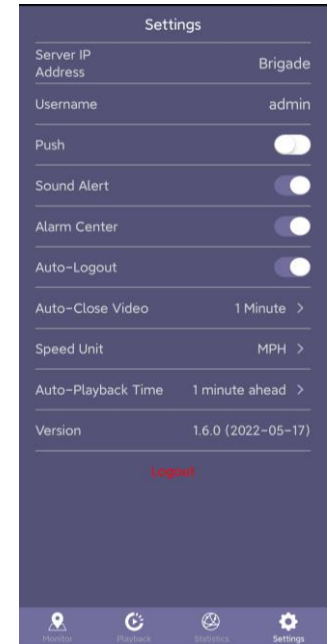 Settings
Server IP
Address
Brigade
Username admin
Push
Sound Alert
Alarm Center
Auto-Logout
Auto-Close Video 1 Minute >
Speed Unit MPH >
Auto-Playback Time 1 minute ahead >
Version 1.6.0 (2022-05-17)
Logout
Monitor Playback Statistics Settings